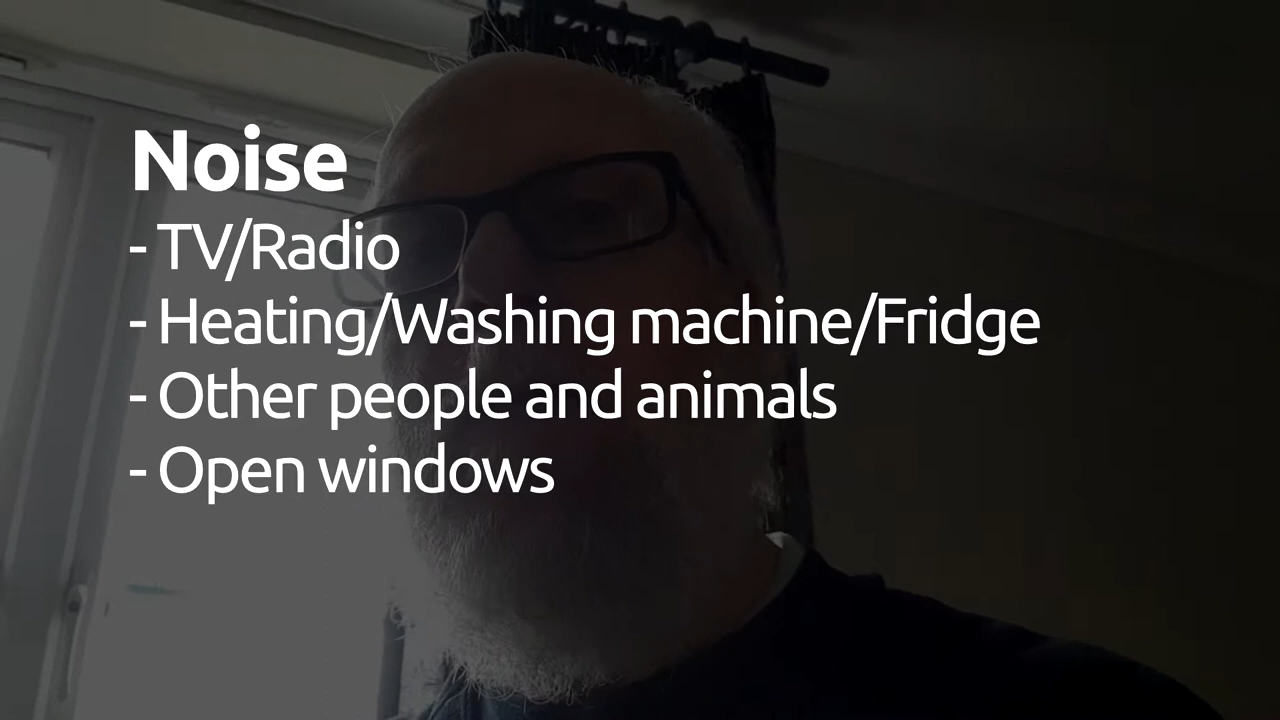 Noise
- TV/Radio
- Heating/Washing machine/Fridge
- Other people and animals
- Open windows